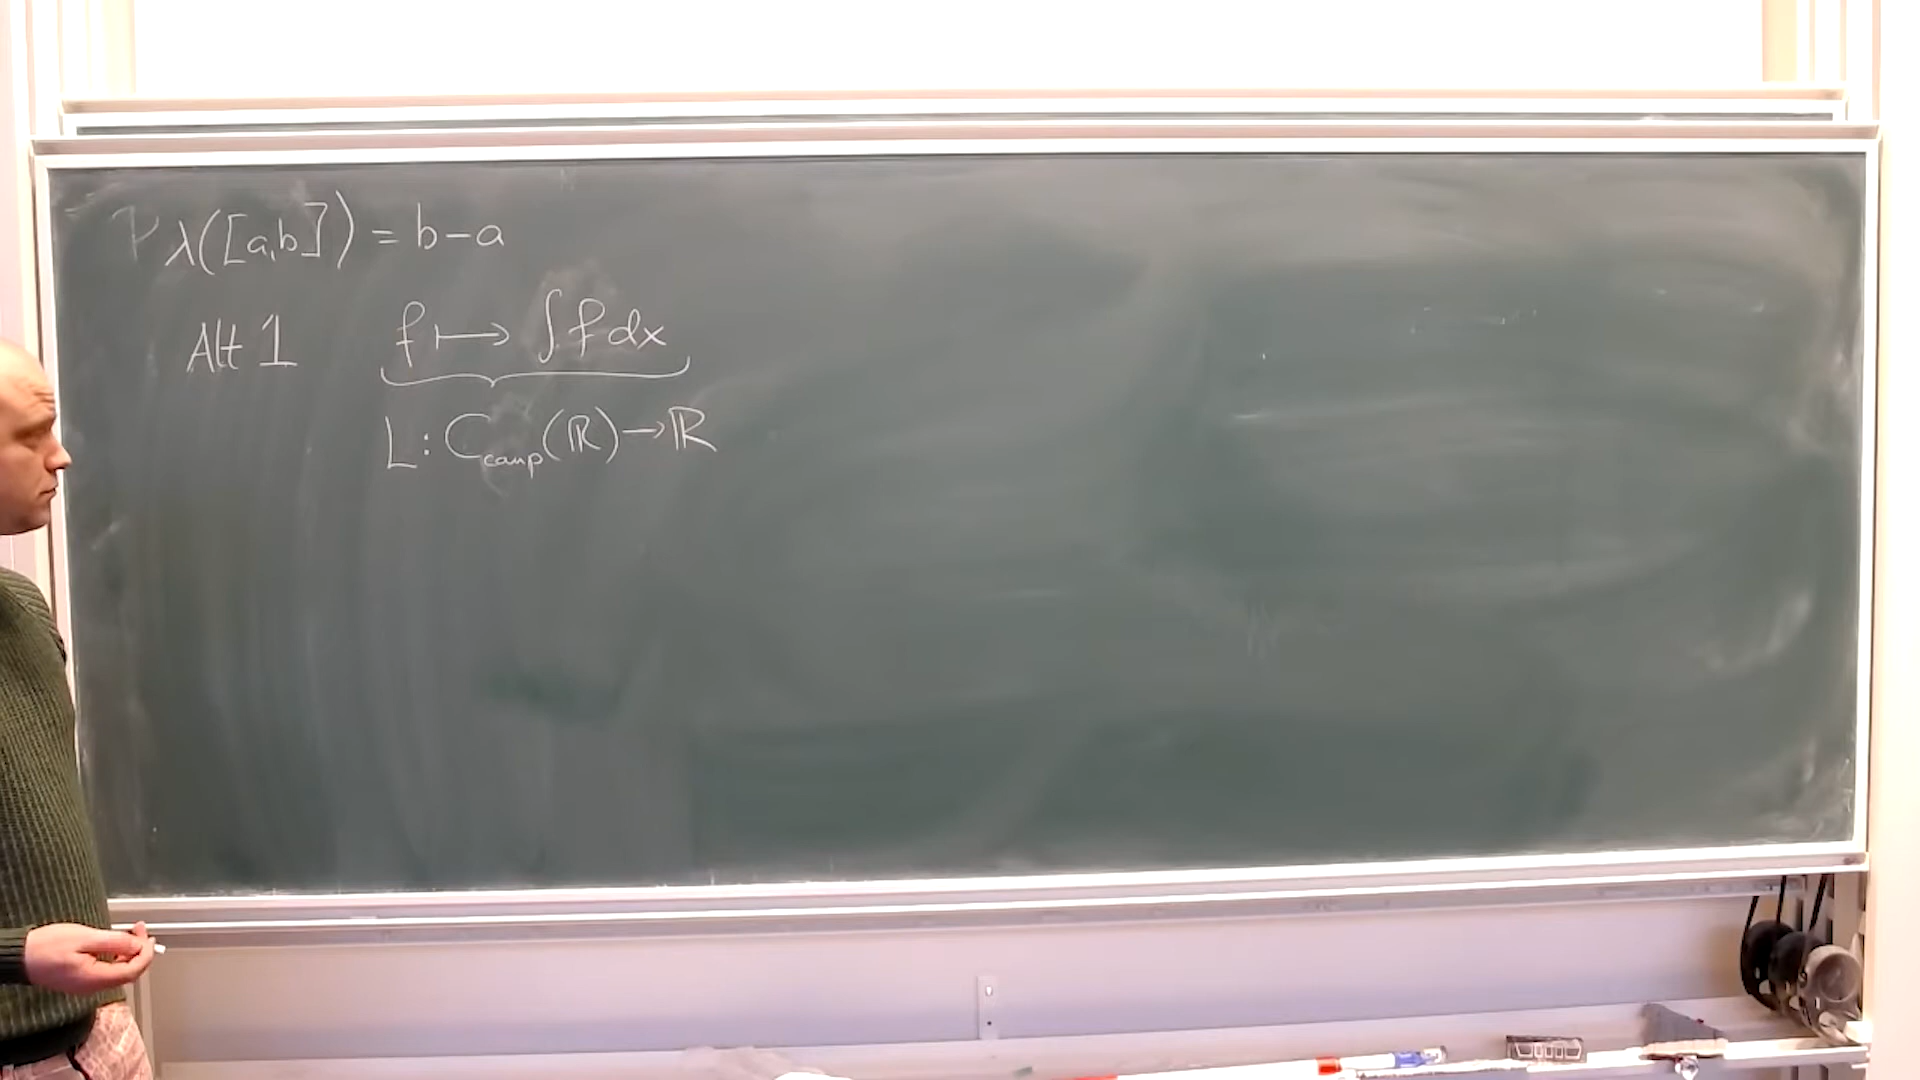 λ([a,b]) = b-a
Alt 1 f ⟼ ∫ f dx
L: C_comp(ℝ) → ℝ